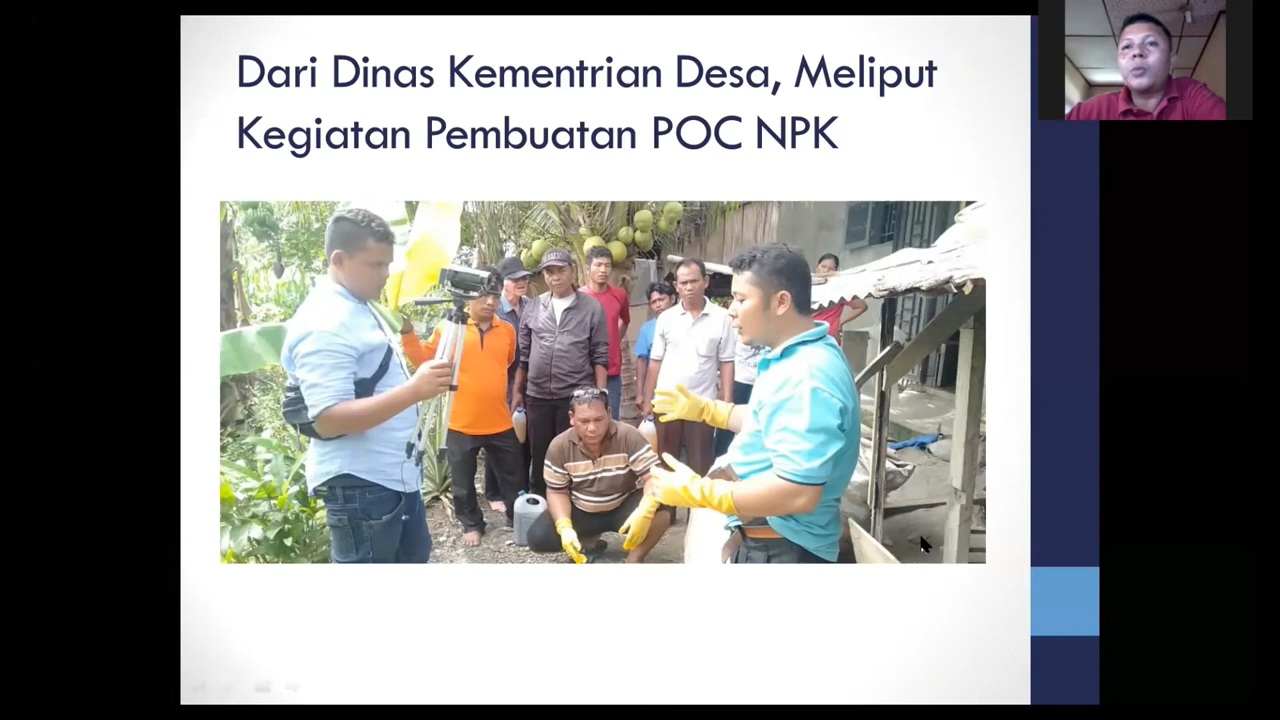 Dari Dinas Kementrian Desa, Meliput
Kegiatan Pembuatan POC NPK